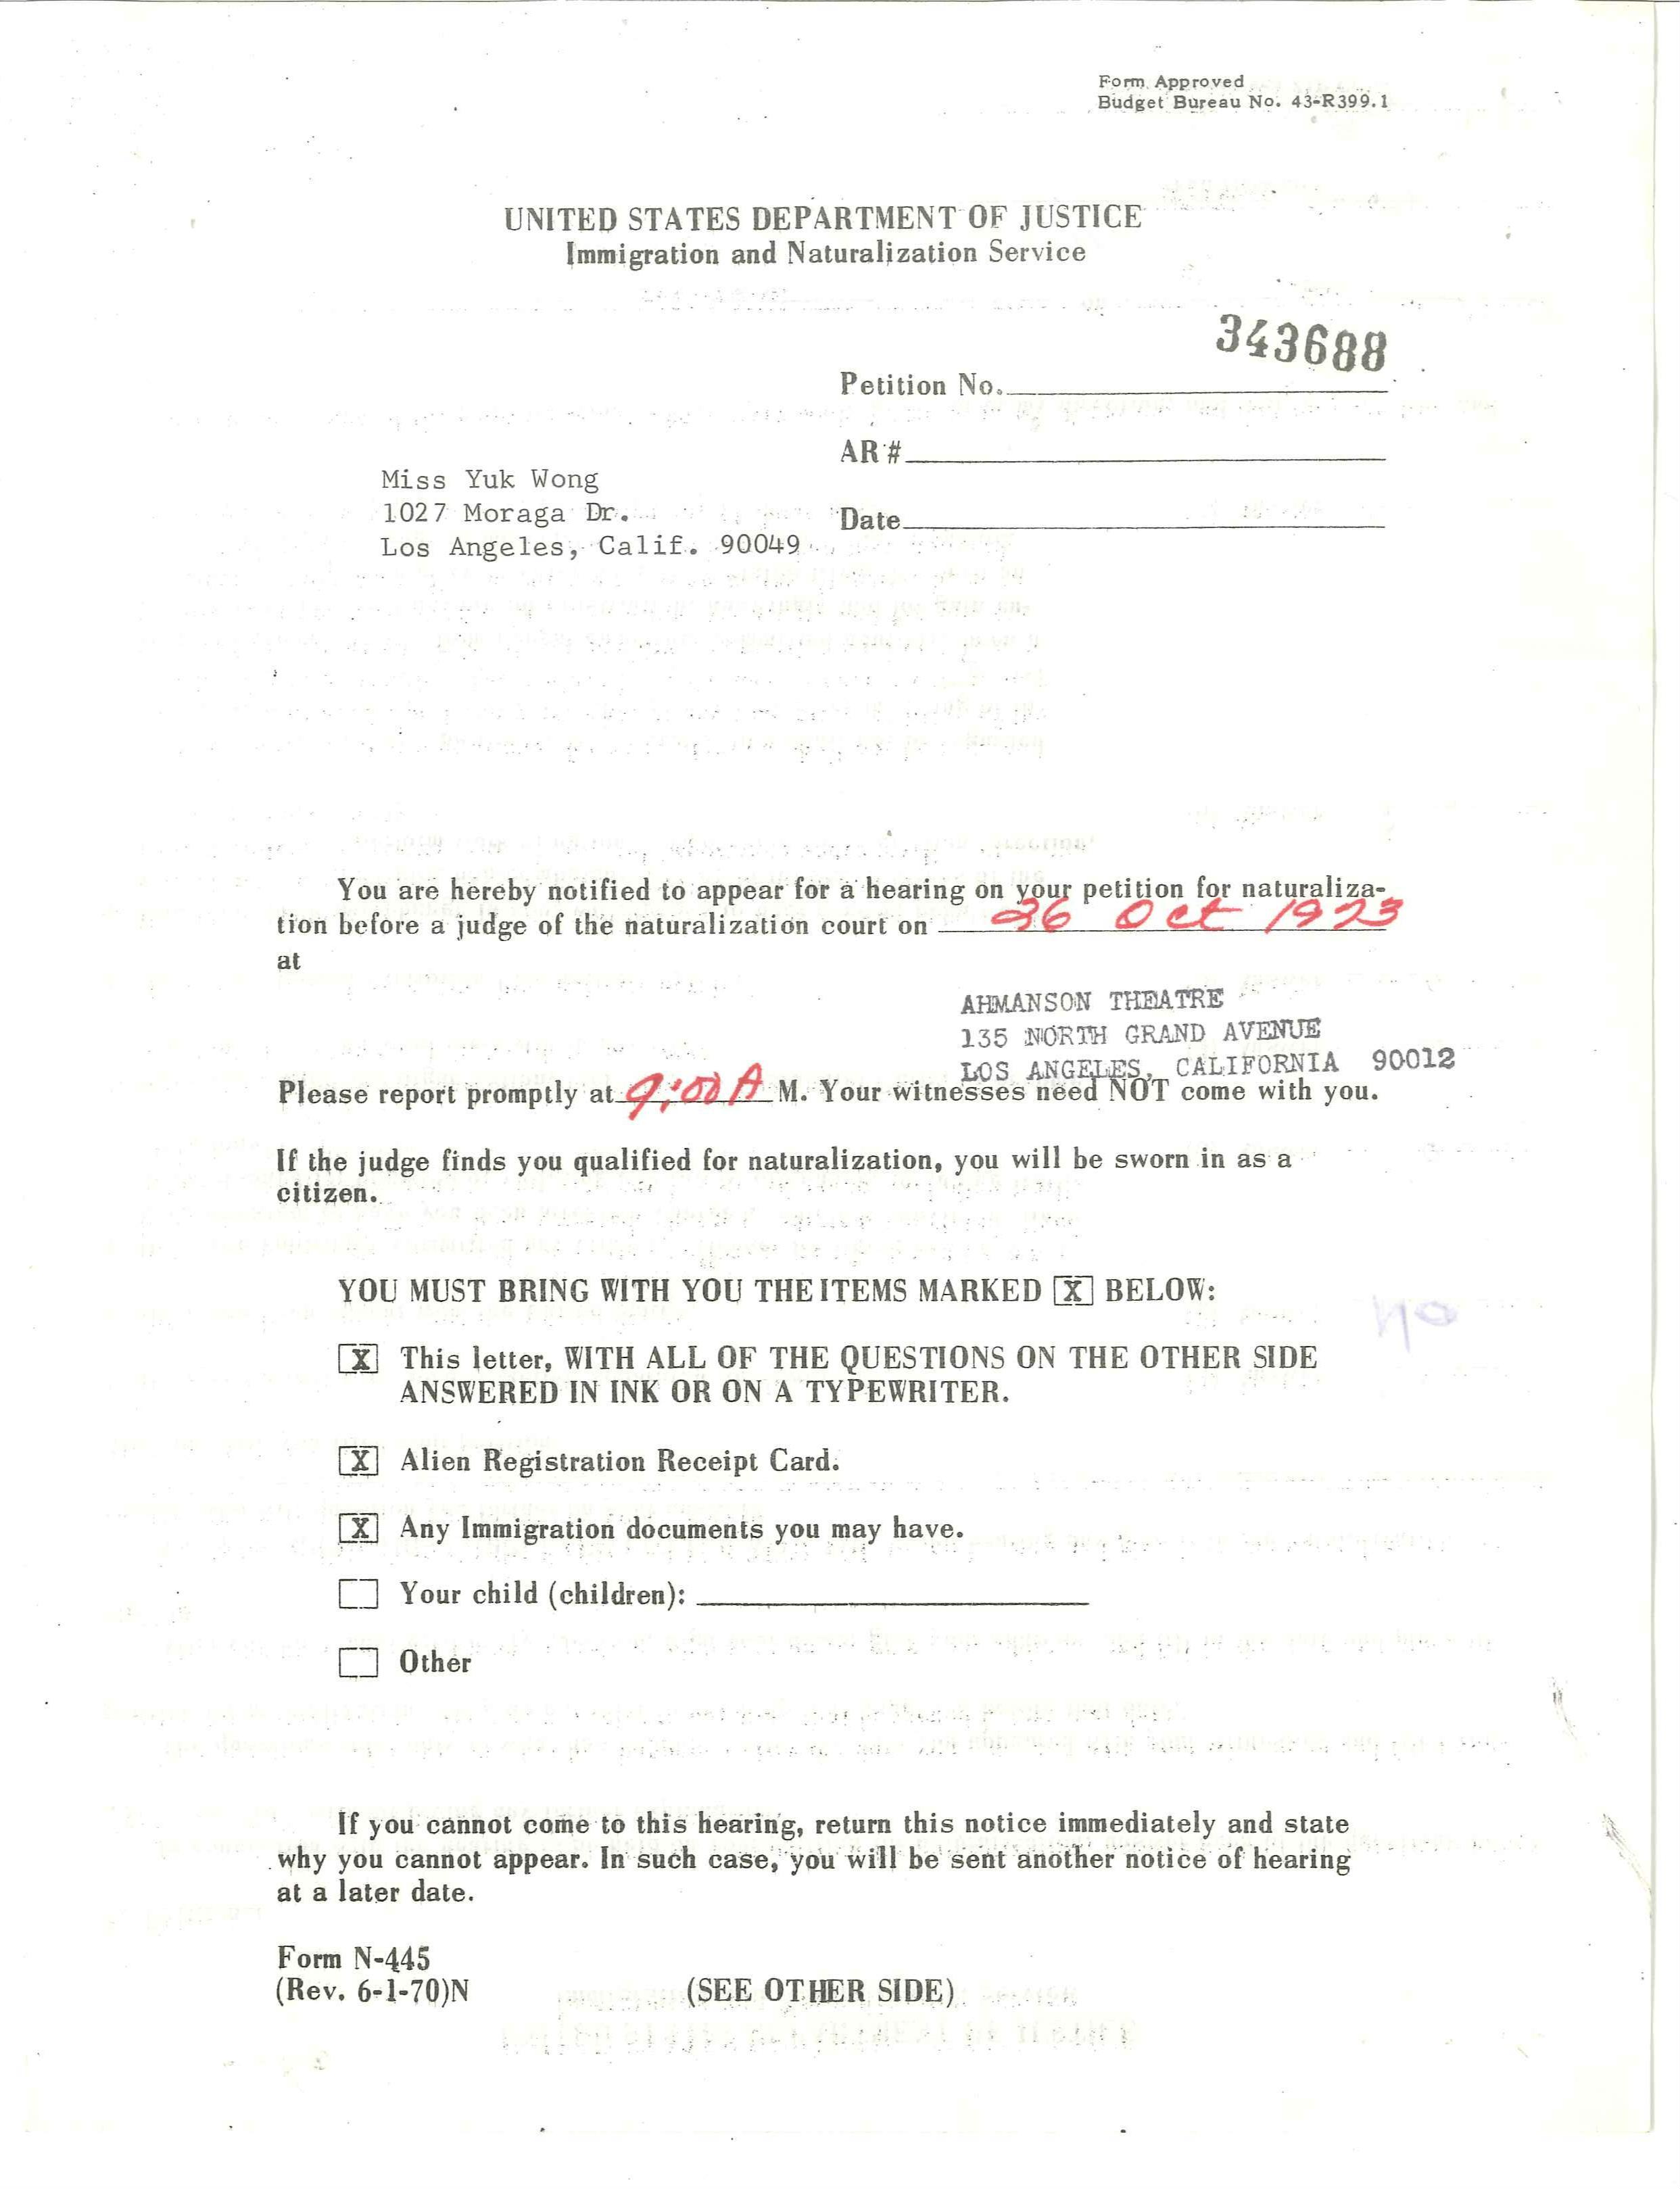 Form Approved
Budget Bureau No. 43-R399.1
UNITED STATES DEPARTMENT OF JUSTICE
Immigration and Naturalization Service
343688
Petition No.
AR #
Miss Yuk Wong
1027 Moraga Dr.
Los Angeles, Calif. 90049
Date
You are hereby notified to appear for a hearing on your petition for naturaliza-
tion before a judge of the naturalization court on 26 Oct 1973
at
AHMANSON THEATRE
135 NORTH GRAND AVENUE
LOS ANGELES, CALIFORNIA 90012
Please report promptly at 9:00 A M. Your witnesses need NOT come with you.
If the judge finds you qualified for naturalization, you will be sworn in as a
citizen.
YOU MUST BRING WITH YOU THE ITEMS MARKED X BELOW:
X This letter, WITH ALL OF THE QUESTIONS ON THE OTHER SIDE
ANSWERED IN INK OR ON A TYPEWRITER.
X Alien Registration Receipt Card.
X Any Immigration documents you may have.
Your child (children):
Other
If you cannot come to this hearing, return this notice immediately and state
why you cannot appear. In such case, you will be sent another notice of hearing
at a later date.
Form N-445
(Rev. 6-1-70)N
(SEE OTHER SIDE)